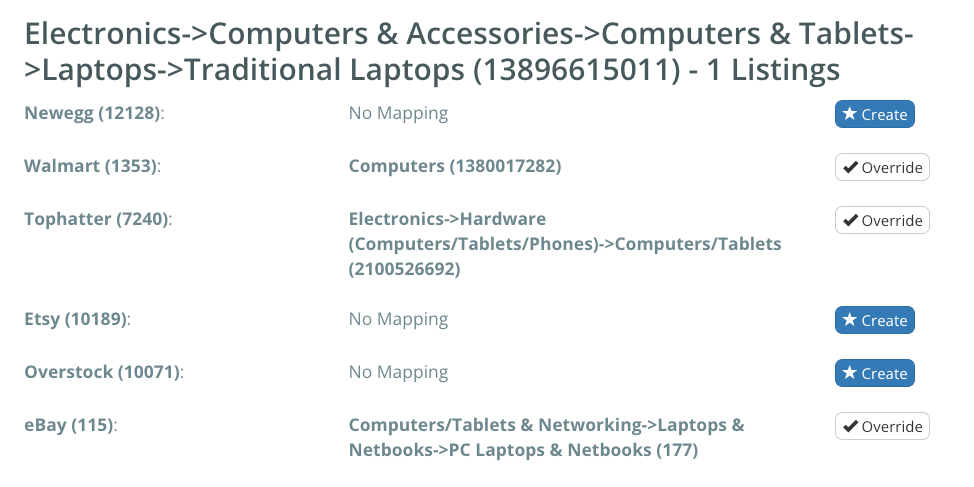 Electronics->Computers & Accessories->Computers & Tablets-
>Laptops->Traditional Laptops (13896615011) - 1 Listings
Newegg (12128): No Mapping Create
Walmart (1353): Computers (1380017282) Override
Tophatter (7240): Electronics->Hardware Override
(Computers/Tablets/Phones)->Computers/Tablets
(2100526692)
Etsy (10189): No Mapping Create
Overstock (10071): No Mapping Create
eBay (115): Computers/Tablets & Networking->Laptops & Override
Netbooks->PC Laptops & Netbooks (177)